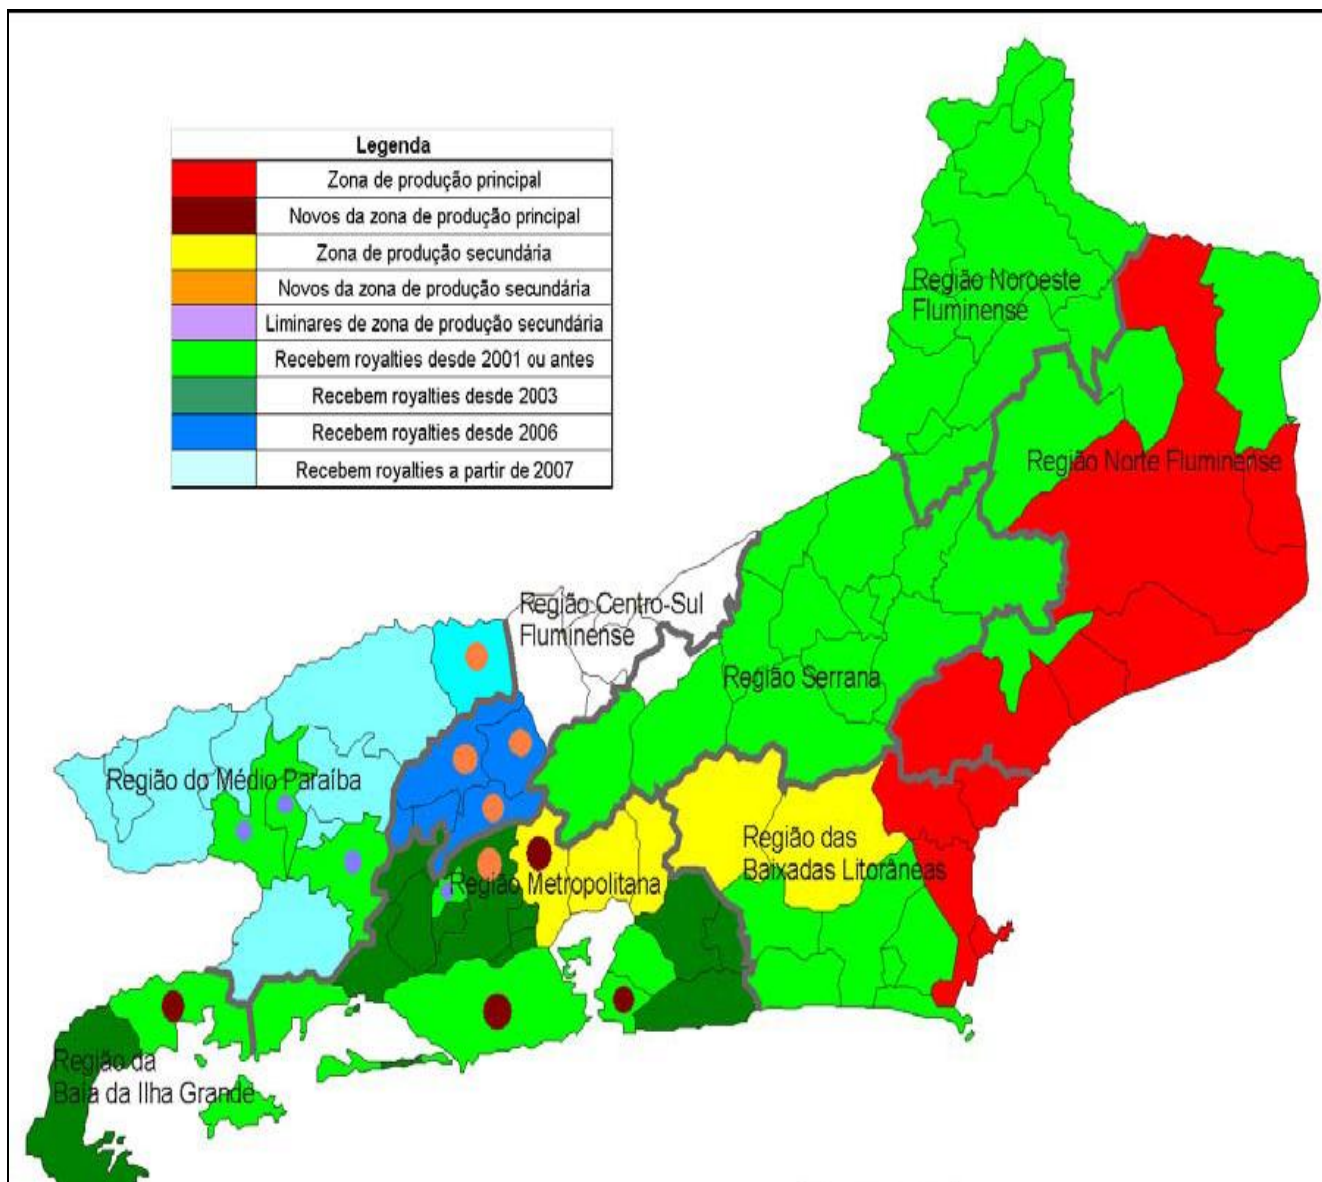 Legenda
Zona de produção principal
Novos da zona de produção principal
Zona de produção secundária
Novos da zona de produção secundária
Liminares de zona de produção secundária
Recebem royalties desde 2001 ou antes
Recebem royalties desde 2003
Recebem royalties desde 2006
Recebem royalties a partir de 2007
Região Noroeste
Fluminense
Região Norte Fluminense
Região Centro-Sul
Fluminense
Região Serrana
Região do Médio Paraíba
Região das
Baixadas Litorâneas
Região Metropolitana
Região da
Baía da Ilha Grande